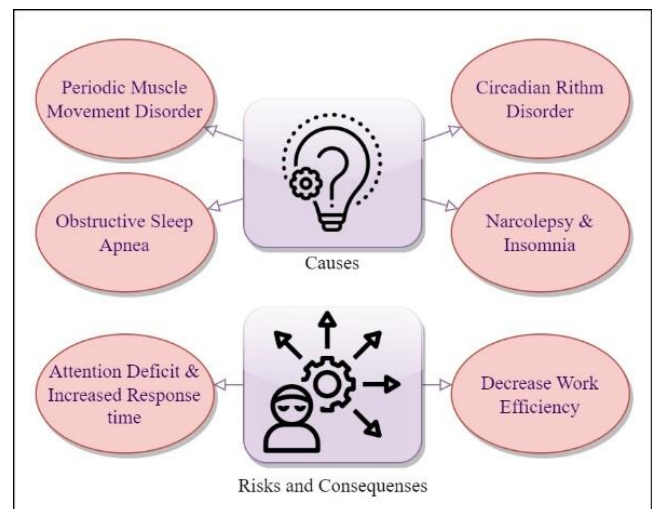 Periodic Muscle
Movement Disorder
Circadian Rithm
Disorder
Obstructive Sleep
Apnea
Narcolepsy &
Insomnia
Causes
Attention Deficit &
Increased Response
time
Decrease Work
Efficiency
Risks and Consequenses